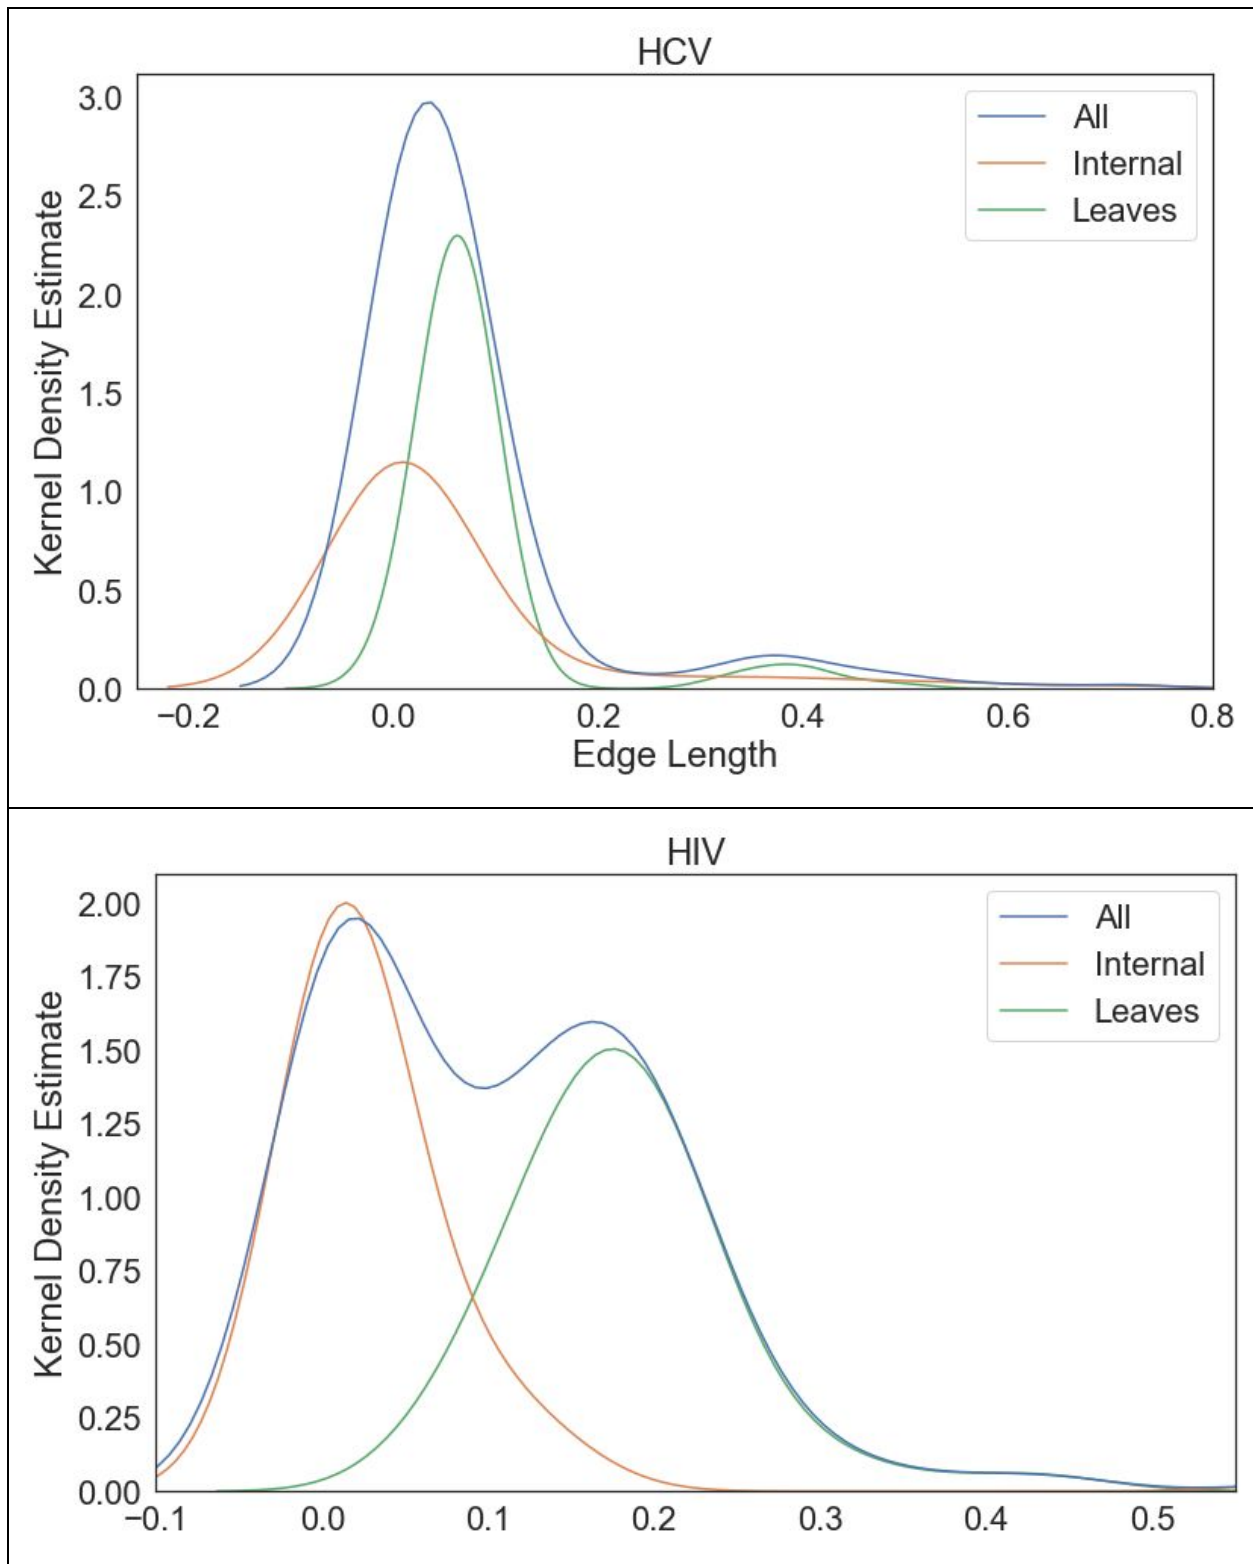 HCV
3.0
2.5
2.0
1.5
1.0
0.5
0.0
Kernel Density Estimate
All
Internal
Leaves
−0.2 0.0 0.2 0.4 0.6 0.8
Edge Length
HIV
2.00
1.75
1.50
1.25
1.00
0.75
0.50
0.25
0.00
Kernel Density Estimate
All
Internal
Leaves
−0.1 0.0 0.1 0.2 0.3 0.4 0.5